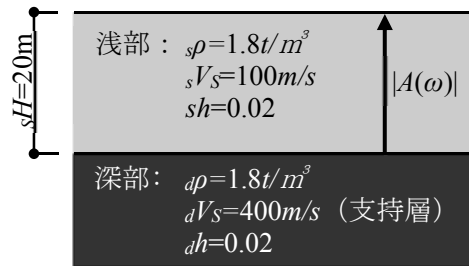 sH=20m
浅部： sρ=1.8t/m³
sVS=100m/s
sh=0.02
|A(ω)|
深部： dρ=1.8t/m³
dVS=400m/s（支持層）
dh=0.02